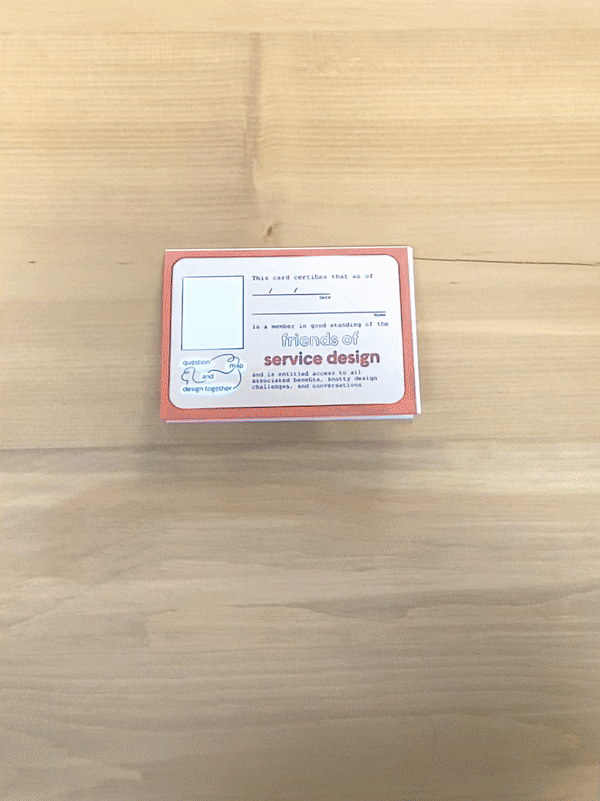 This card certifies that as of
/ /
Date
Name
is a member in good standing of the
friends of
service design
and is entitled access to all
associated benefits, knotty design
challenges, and conversations
question
map
and
design together